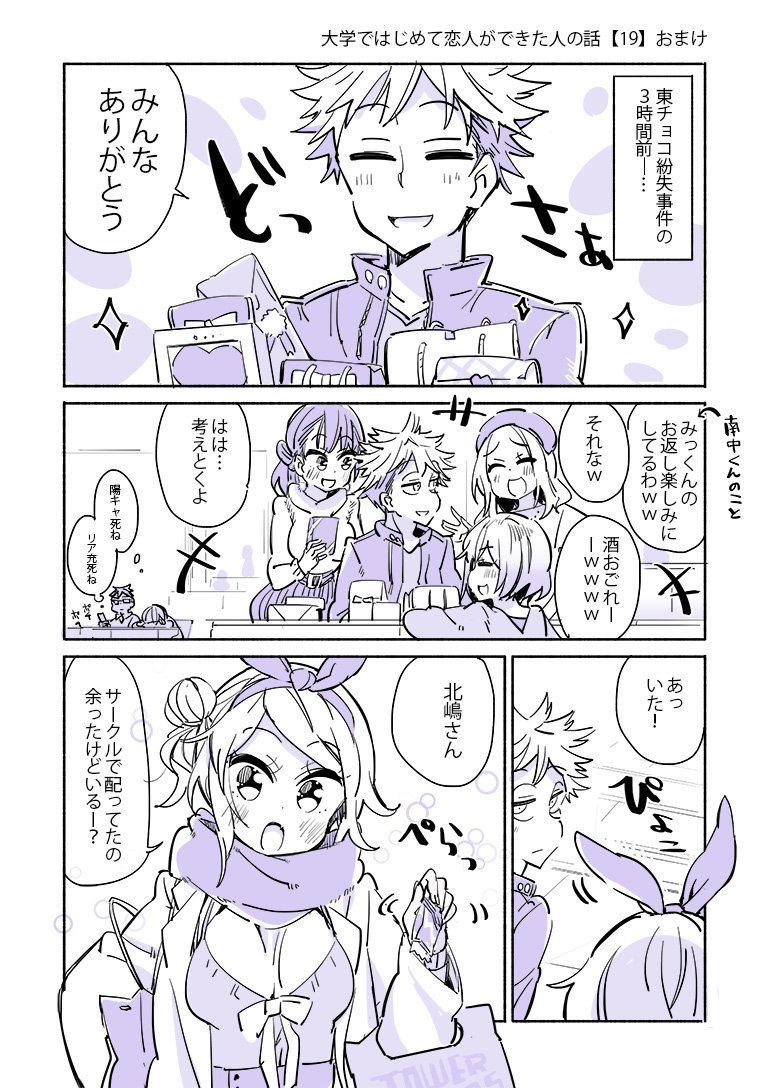 大学ではじめて恋人ができた人の話【19】おまけ
東チョコ紛失事件の
3時間前―…
さぁ
どっ
みんな
ありがとう
南中くんのこと
みっくんの
お返し楽しみに
してるわww
それなw
酒おごれー
ーwwww
はは…
考えとくよ
陽キャ死ね
リア充死ね
あっ
いた!
ぴょこ
北嶋さん
ぺらっ
サークルで配ってたの
余ったけどいるー?
TOWER